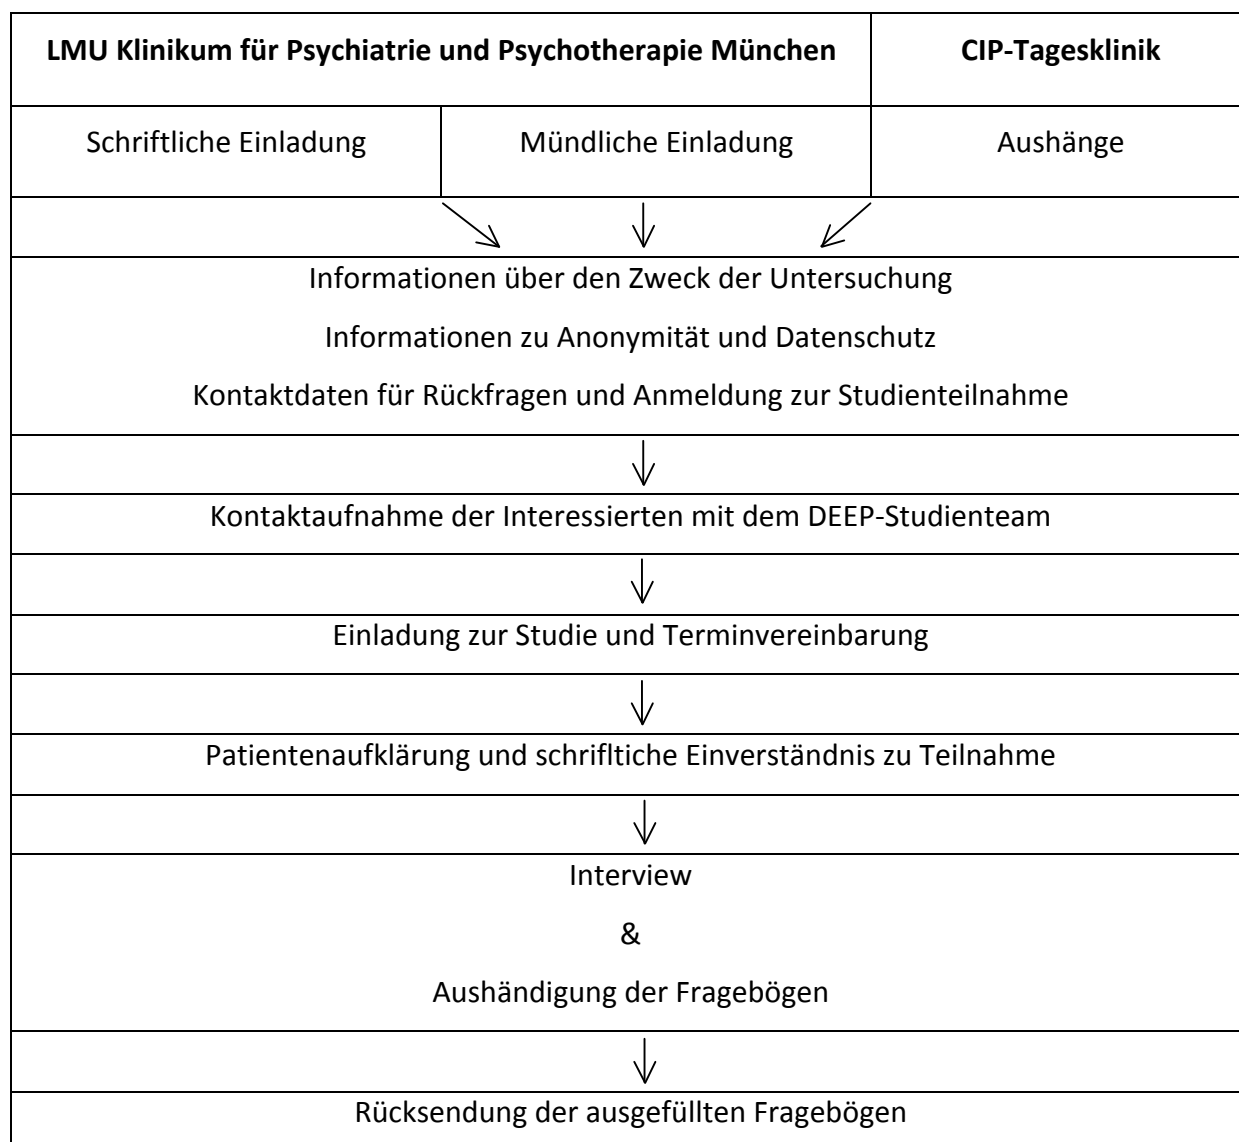 LMU Klinikum für Psychiatrie und Psychotherapie München
CIP-Tagesklinik
Schriftliche Einladung
Mündliche Einladung
Aushänge
Informationen über den Zweck der Untersuchung
Informationen zu Anonymität und Datenschutz
Kontaktdaten für Rückfragen und Anmeldung zur Studienteilnahme
Kontaktaufnahme der Interessierten mit dem DEEP-Studienteam
Einladung zur Studie und Terminvereinbarung
Patientenaufklärung und schrifltiche Einverständnis zu Teilnahme
Interview
&
Aushändigung der Fragebögen
Rücksendung der ausgefüllten Fragebögen